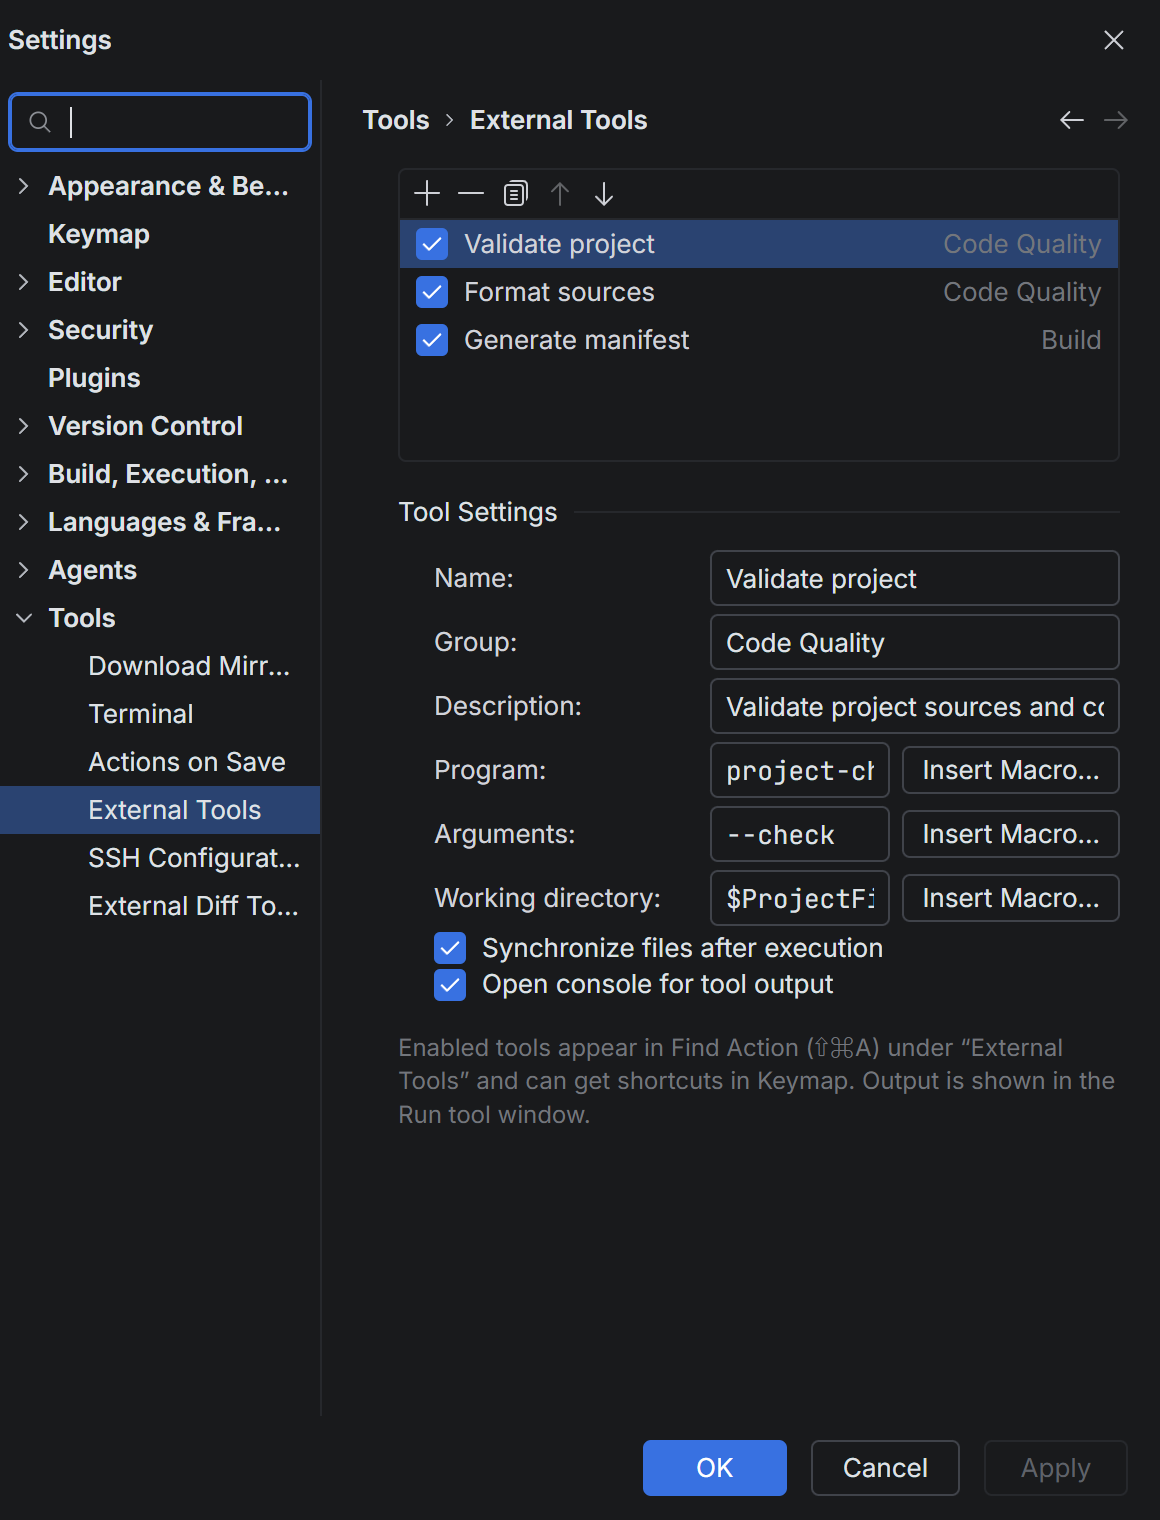 Settings
Appearance & Be...
Keymap
Editor
Security
Plugins
Version Control
Build, Execution, ...
Languages & Fra...
Agents
Tools
Download Mirr...
Terminal
Actions on Save
External Tools
SSH Configurat...
External Diff To...
Tools > External Tools
Validate project Code Quality
Format sources Code Quality
Generate manifest Build
Tool Settings
Name: Validate project
Group: Code Quality
Description: Validate project sources and co
Program: project-ch Insert Macro...
Arguments: --check Insert Macro...
Working directory: $ProjectFi Insert Macro...
Synchronize files after execution
Open console for tool output
Enabled tools appear in Find Action (⇧⌘A) under “External
Tools” and can get shortcuts in Keymap. Output is shown in the
Run tool window.
OK Cancel Apply